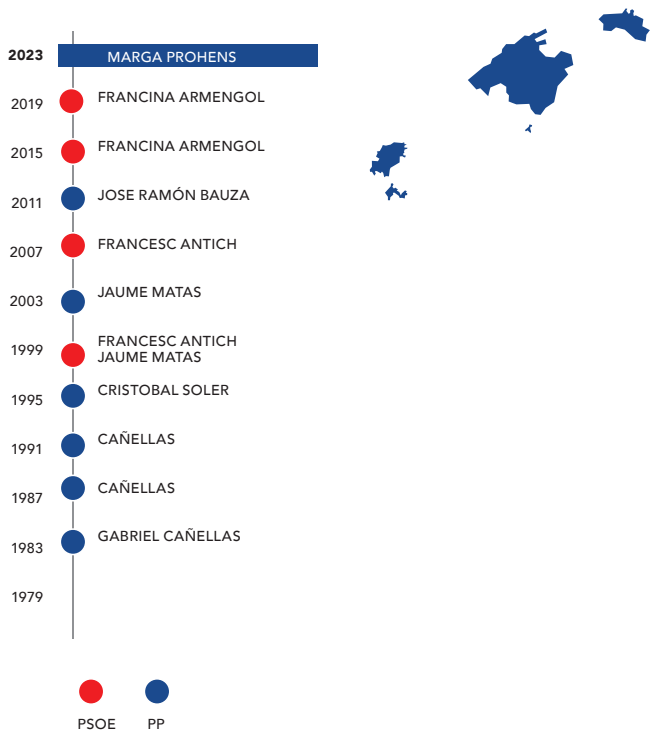 2023 MARGA PROHENS
2019 FRANCINA ARMENGOL
2015 FRANCINA ARMENGOL
2011 JOSE RAMÓN BAUZA
2007 FRANCESC ANTICH
2003 JAUME MATAS
1999 FRANCESC ANTICH
JAUME MATAS
1995 CRISTOBAL SOLER
1991 CAÑELLAS
1987 CAÑELLAS
1983 GABRIEL CAÑELLAS
1979
PSOE PP